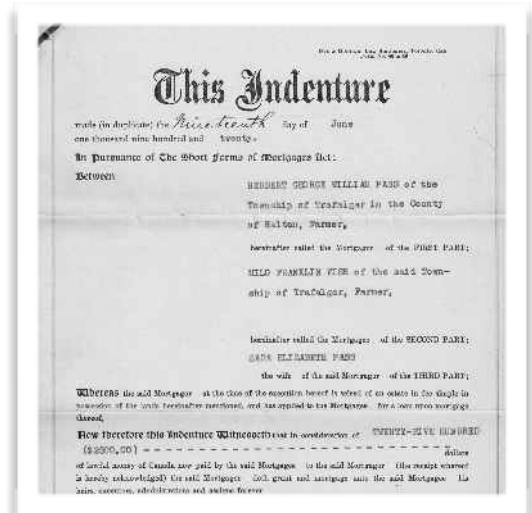 This Indenture
made (in duplicate) the Nineteenth day of June
one thousand nine hundred and twenty.
In Pursuance of The Short Forms of Mortgages Act:
Between
HERBERT GEORGE WILLIAM PASS of the
Township of Trafalgar in the County
of Halton, Farmer,
hereinafter called the Mortgagor of the FIRST PART;
MILO FRANKLIN of the said Town-
ship of Trafalgar, Farmer,
hereinafter called the Mortgagee of the SECOND PART;
SARA ELIZABETH PASS
the wife of the said Mortgagor of the THIRD PART;
Whereas the said Mortgagor at the time of the execution hereof is seized of an estate in fee simple in
possession of the lands hereinafter mentioned, and has applied to the Mortgagee for a loan upon mortgage
thereof,
Now therefore this Indenture Witnesseth that in consideration of TWENTY-FIVE HUNDRED
dollars
of lawful money of Canada now paid by the said Mortgagee to the said Mortgagor (the receipt whereof
is hereby acknowledged) the said Mortgagor doth grant and mortgage unto the said Mortgagee his
heirs, executors, administrators and assigns forever